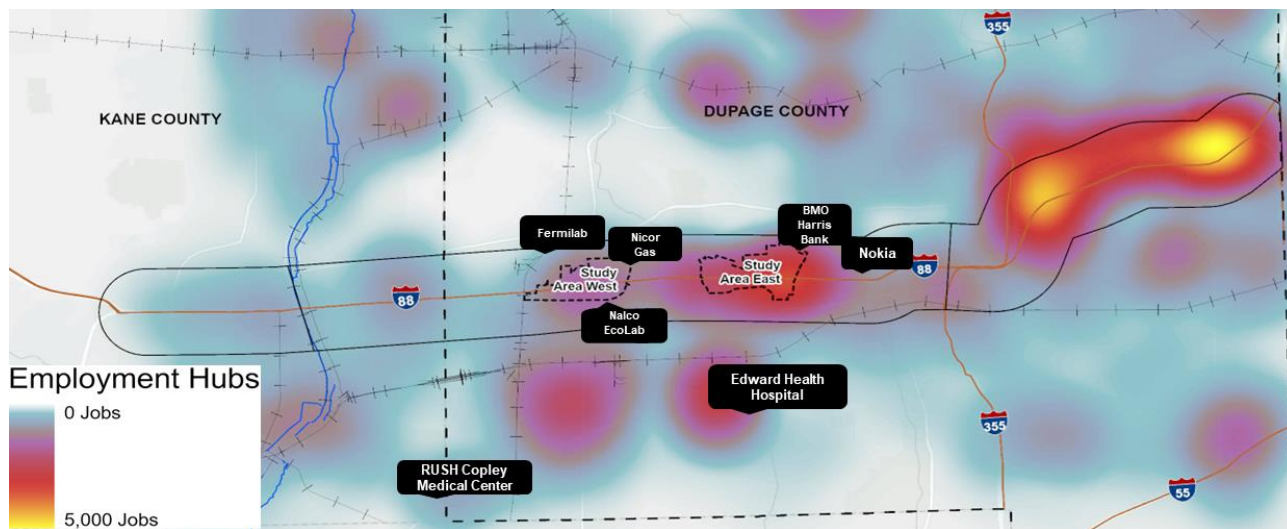 355
KANE COUNTY
DUPAGE COUNTY
Fermilab
Nicor
Gas
BMO
Harris
Bank
Nokia
Study
Area West
Study
Area East
88
88
Nalco
EcoLab
Edward Health
Hospital
355
RUSH Copley
Medical Center
55
Employment Hubs
0 Jobs
5,000 Jobs